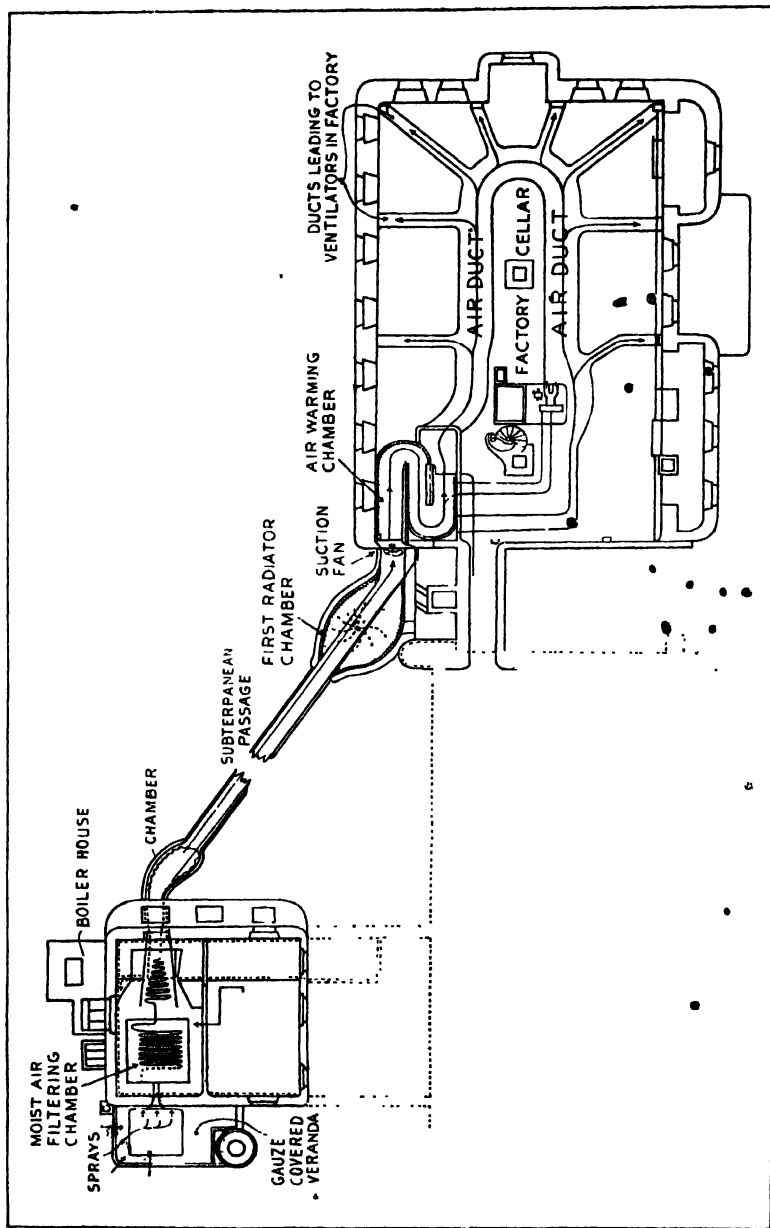 MOIST AIR
FILTERING
CHAMBER
SPRAYS
GAUZE
COVERED
VERANDA
BOILER HOUSE
CHAMBER
SUBTERPANEAN
PASSAGE
FIRST RADIATOR
CHAMBER
SUCTION
FAN
AIR WARMING
CHAMBER
DUCTS LEADING TO
VENTILATORS IN FACTORY
AIR DUCT
FACTORY CELLAR
AIR DUCT